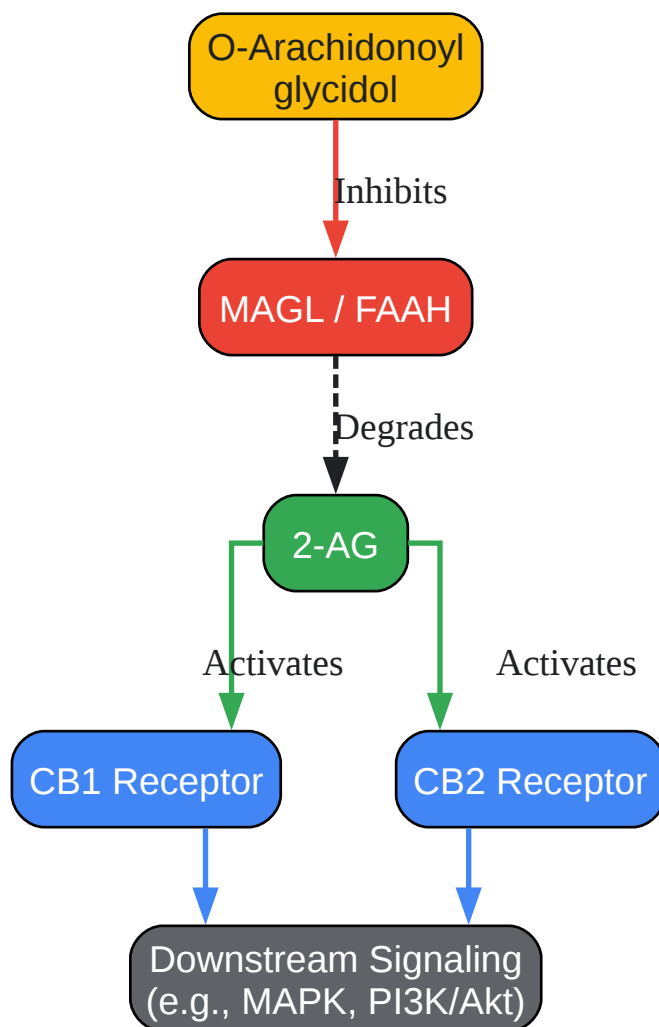 O-Arachidonoyl
glycidol
Inhibits
MAGL / FAAH
Degrades
2-AG
Activates
Activates
CB1 Receptor
CB2 Receptor
Downstream Signaling
(e.g., MAPK, PI3K/Akt)